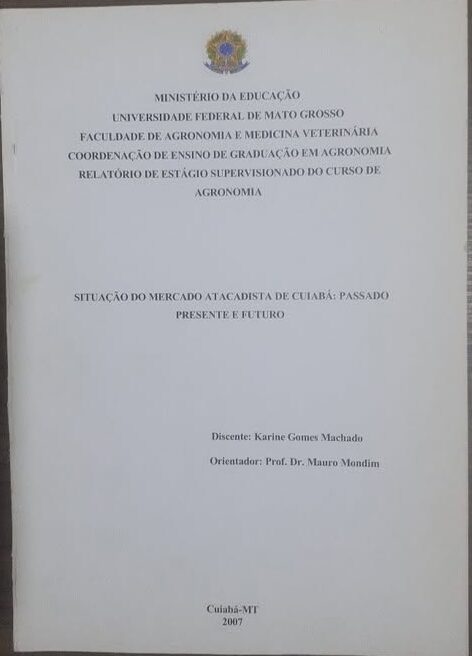 MINISTÉRIO DA EDUCAÇÃO
UNIVERSIDADE FEDERAL DE MATO GROSSO
FACULDADE DE AGRONOMIA E MEDICINA VETERINÁRIA
COORDENAÇÃO DE ENSINO DE GRADUAÇÃO EM AGRONOMIA
RELATÓRIO DE ESTÁGIO SUPERVISIONADO DO CURSO DE
AGRONOMIA
SITUAÇÃO DO MERCADO ATACADISTA DE CUIABÁ: PASSADO
PRESENTE E FUTURO
Discente: Karine Gomes Machado
Orientador: Prof. Dr. Mauro Mondim
Cuiabá-MT
2007